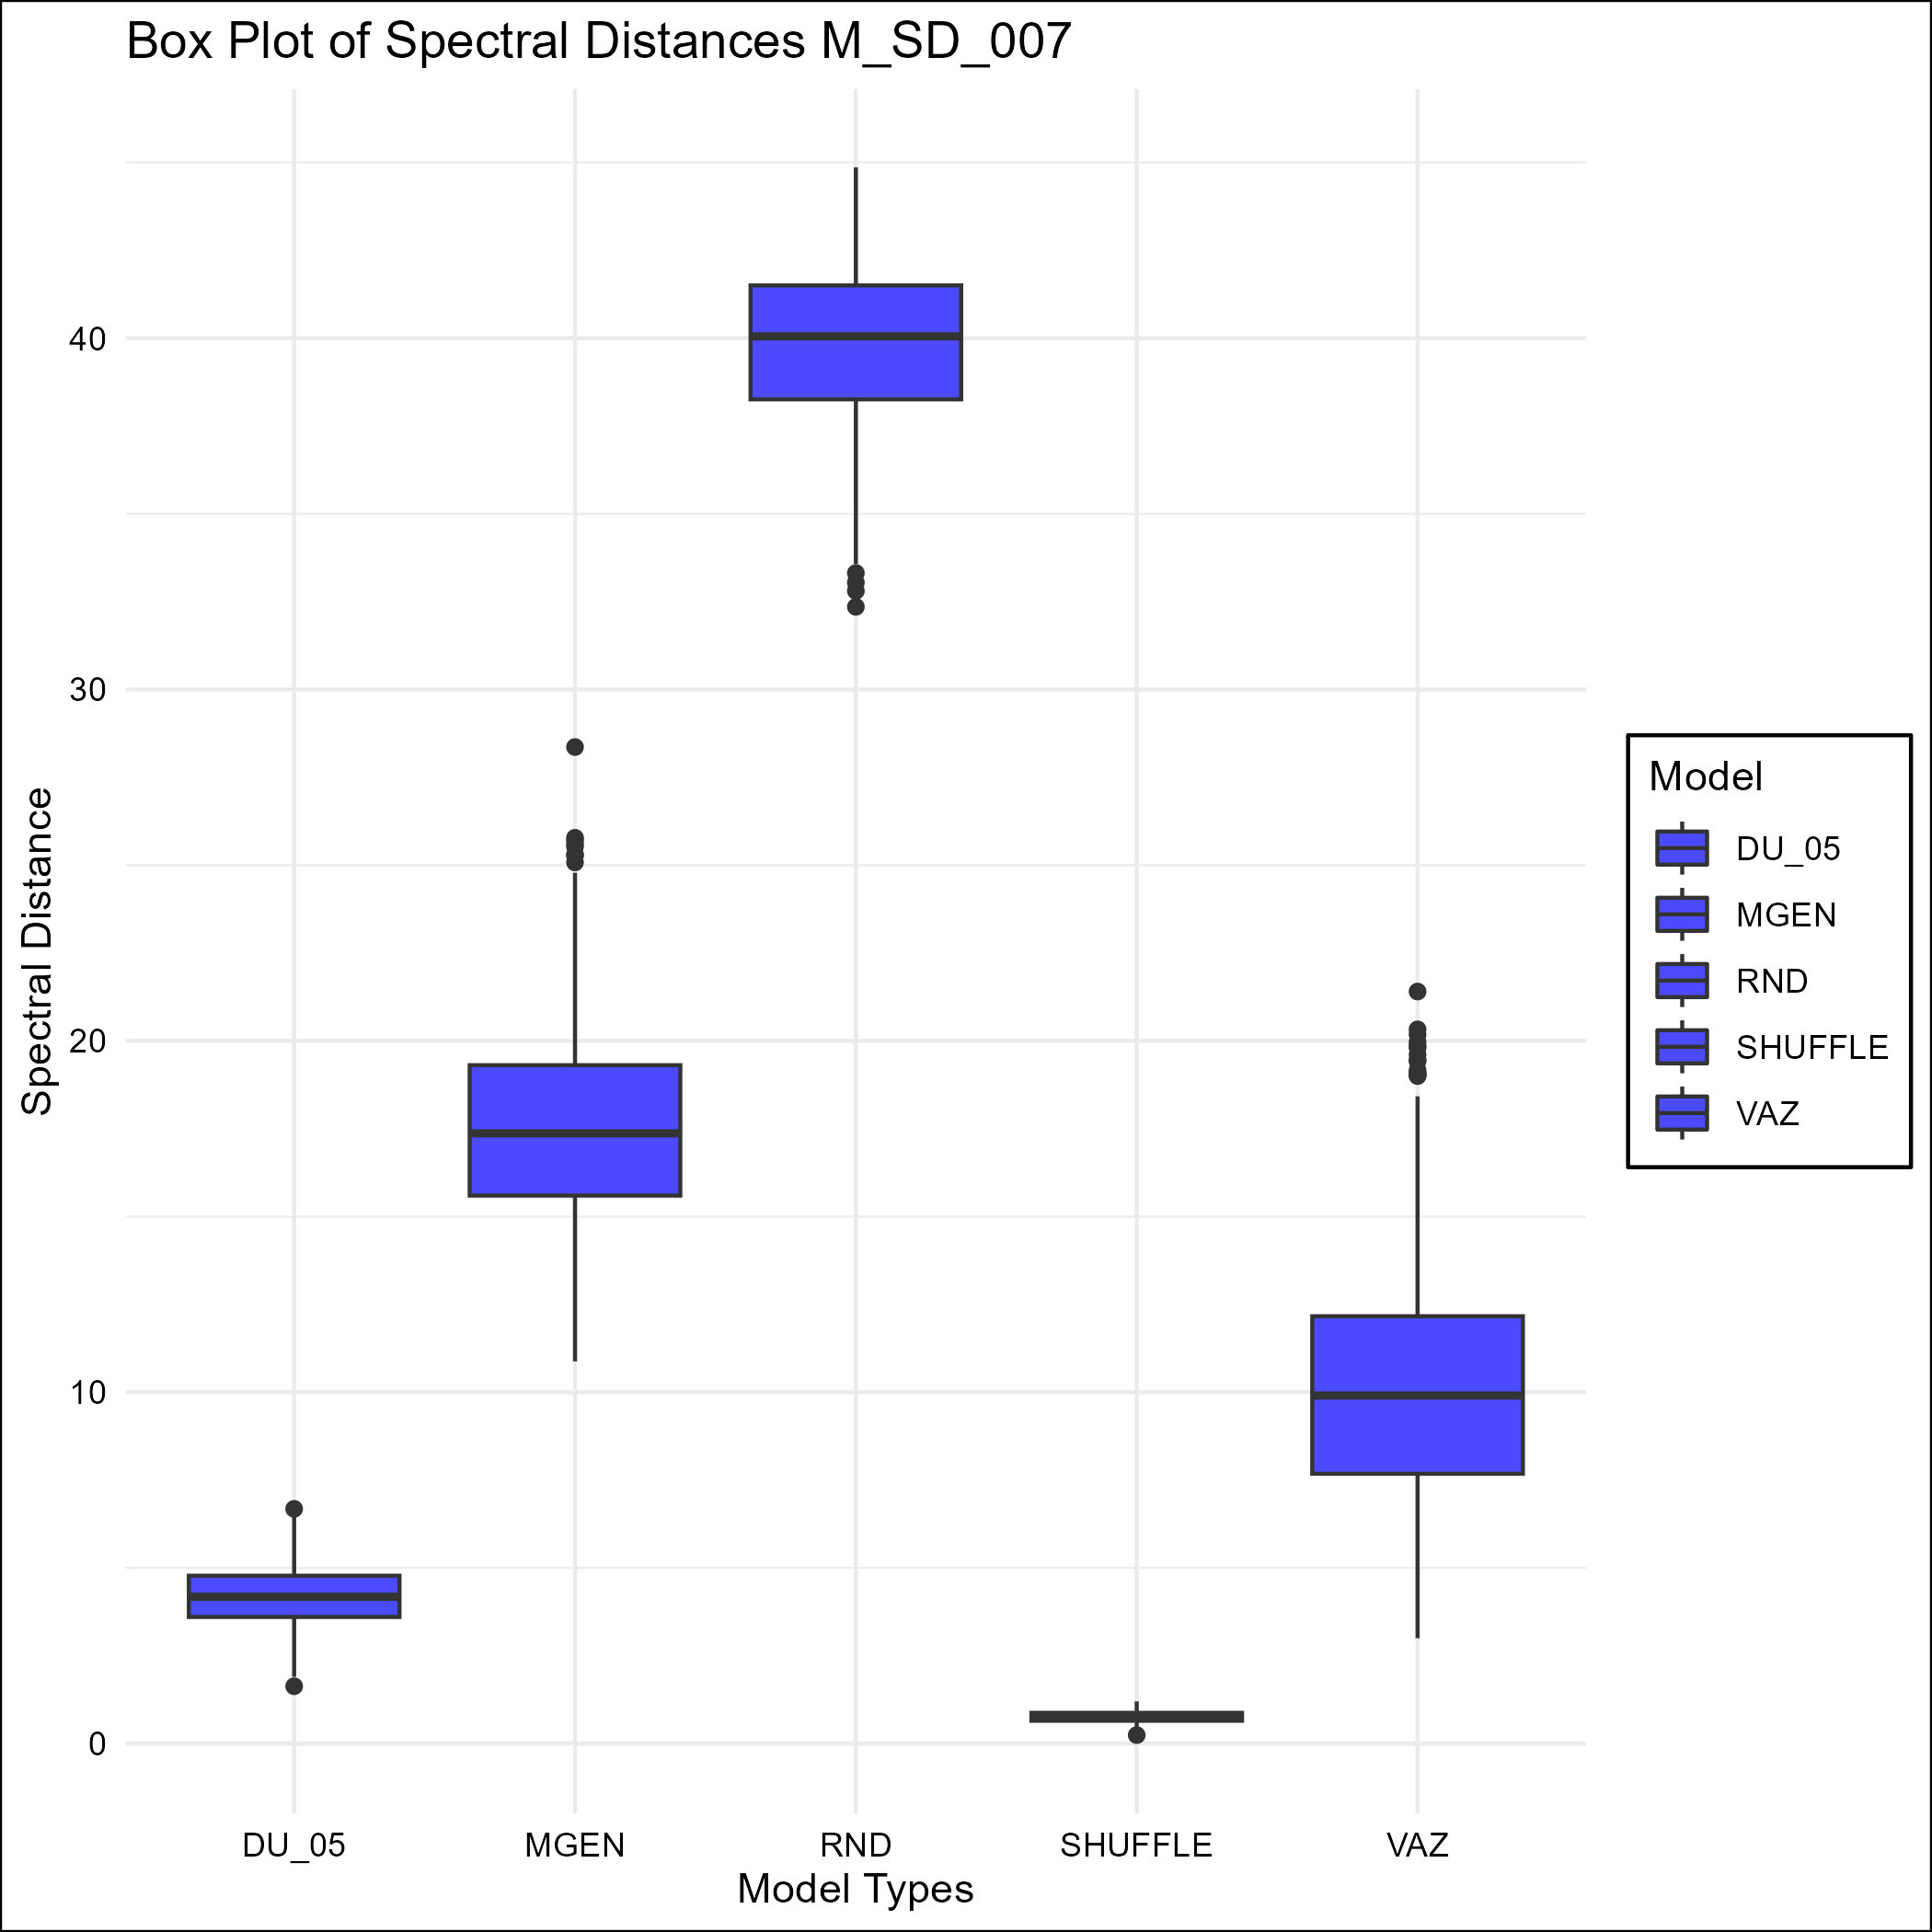 Box Plot of Spectral Distances M_SD_007
Spectral Distance
40
30
20
10
0
DU_05
MGEN
RND
SHUFFLE
VAZ
Model Types
Model
DU_05
MGEN
RND
SHUFFLE
VAZ